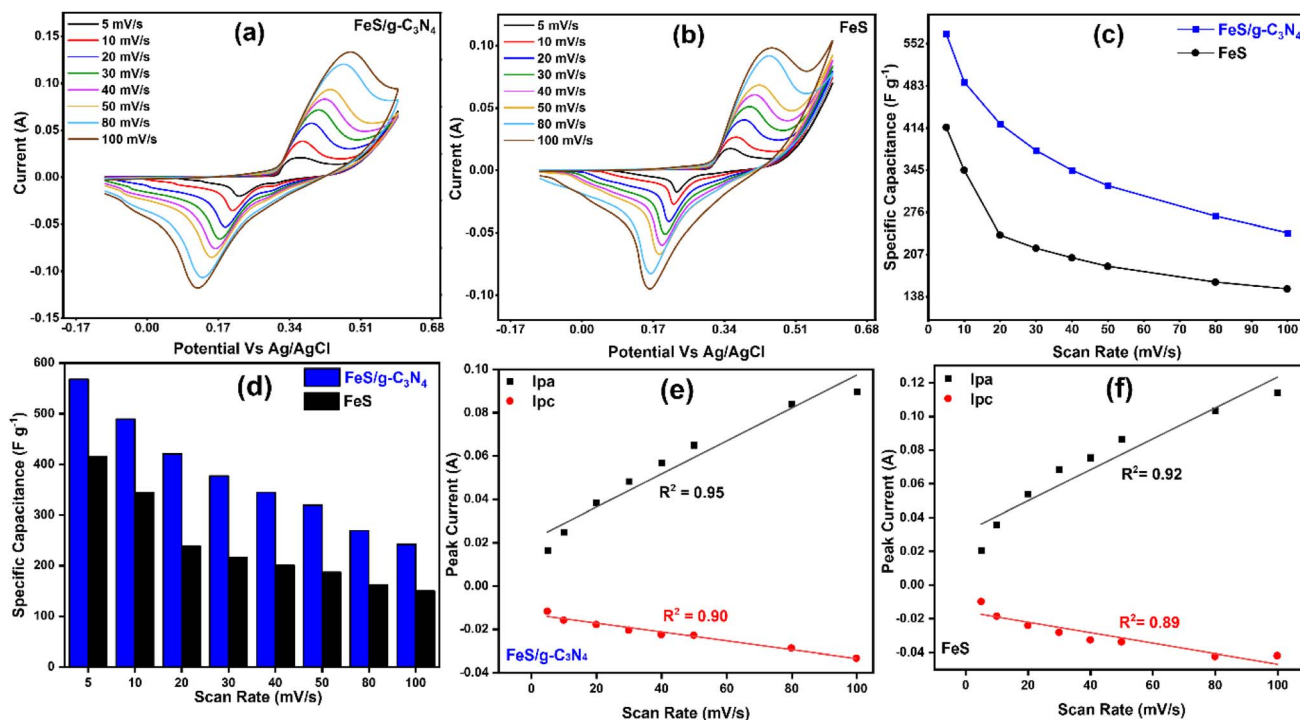 (a)
FeS/g-C₃N₄
5 mV/s
10 mV/s
20 mV/s
30 mV/s
40 mV/s
50 mV/s
80 mV/s
100 mV/s
Current (A)
0.15
0.10
0.05
0.00
-0.05
-0.10
-0.15
-0.17 0.00 0.17 0.34 0.51 0.68
Potential Vs Ag/AgCl
(b)
FeS
5 mV/s
10 mV/s
20 mV/s
30 mV/s
40 mV/s
50 mV/s
80 mV/s
100 mV/s
Current (A)
0.10
0.05
0.00
-0.05
-0.10
-0.17 0.00 0.17 0.34 0.51 0.68
Potential Vs Ag/AgCl
(c)
FeS/g-C₃N₄
FeS
Specific Capacitance (F g⁻¹)
552
483
414
345
276
207
138
0 10 20 30 40 50 60 70 80 90 100
Scan Rate (mV/s)
(d)
FeS/g-C₃N₄
FeS
Specific Capacitance (F g⁻¹)
600
500
400
300
200
100
0
5 10 20 30 40 50 80 100
Scan Rate (mV/s)
(e)
Ipa
Ipc
Peak Current (A)
0.10
0.08
0.06
0.04
0.02
0.00
-0.02
-0.04
R² = 0.95
R² = 0.90
FeS/g-C₃N₄
0 20 40 60 80 100
Scan Rate (mV/s)
(f)
Ipa
Ipc
Peak Current (A)
0.12
0.10
0.08
0.06
0.04
0.02
0.00
-0.02
-0.04
R² = 0.92
R²= 0.89
FeS
0 20 40 60 80 100
Scan Rate (mV/s)